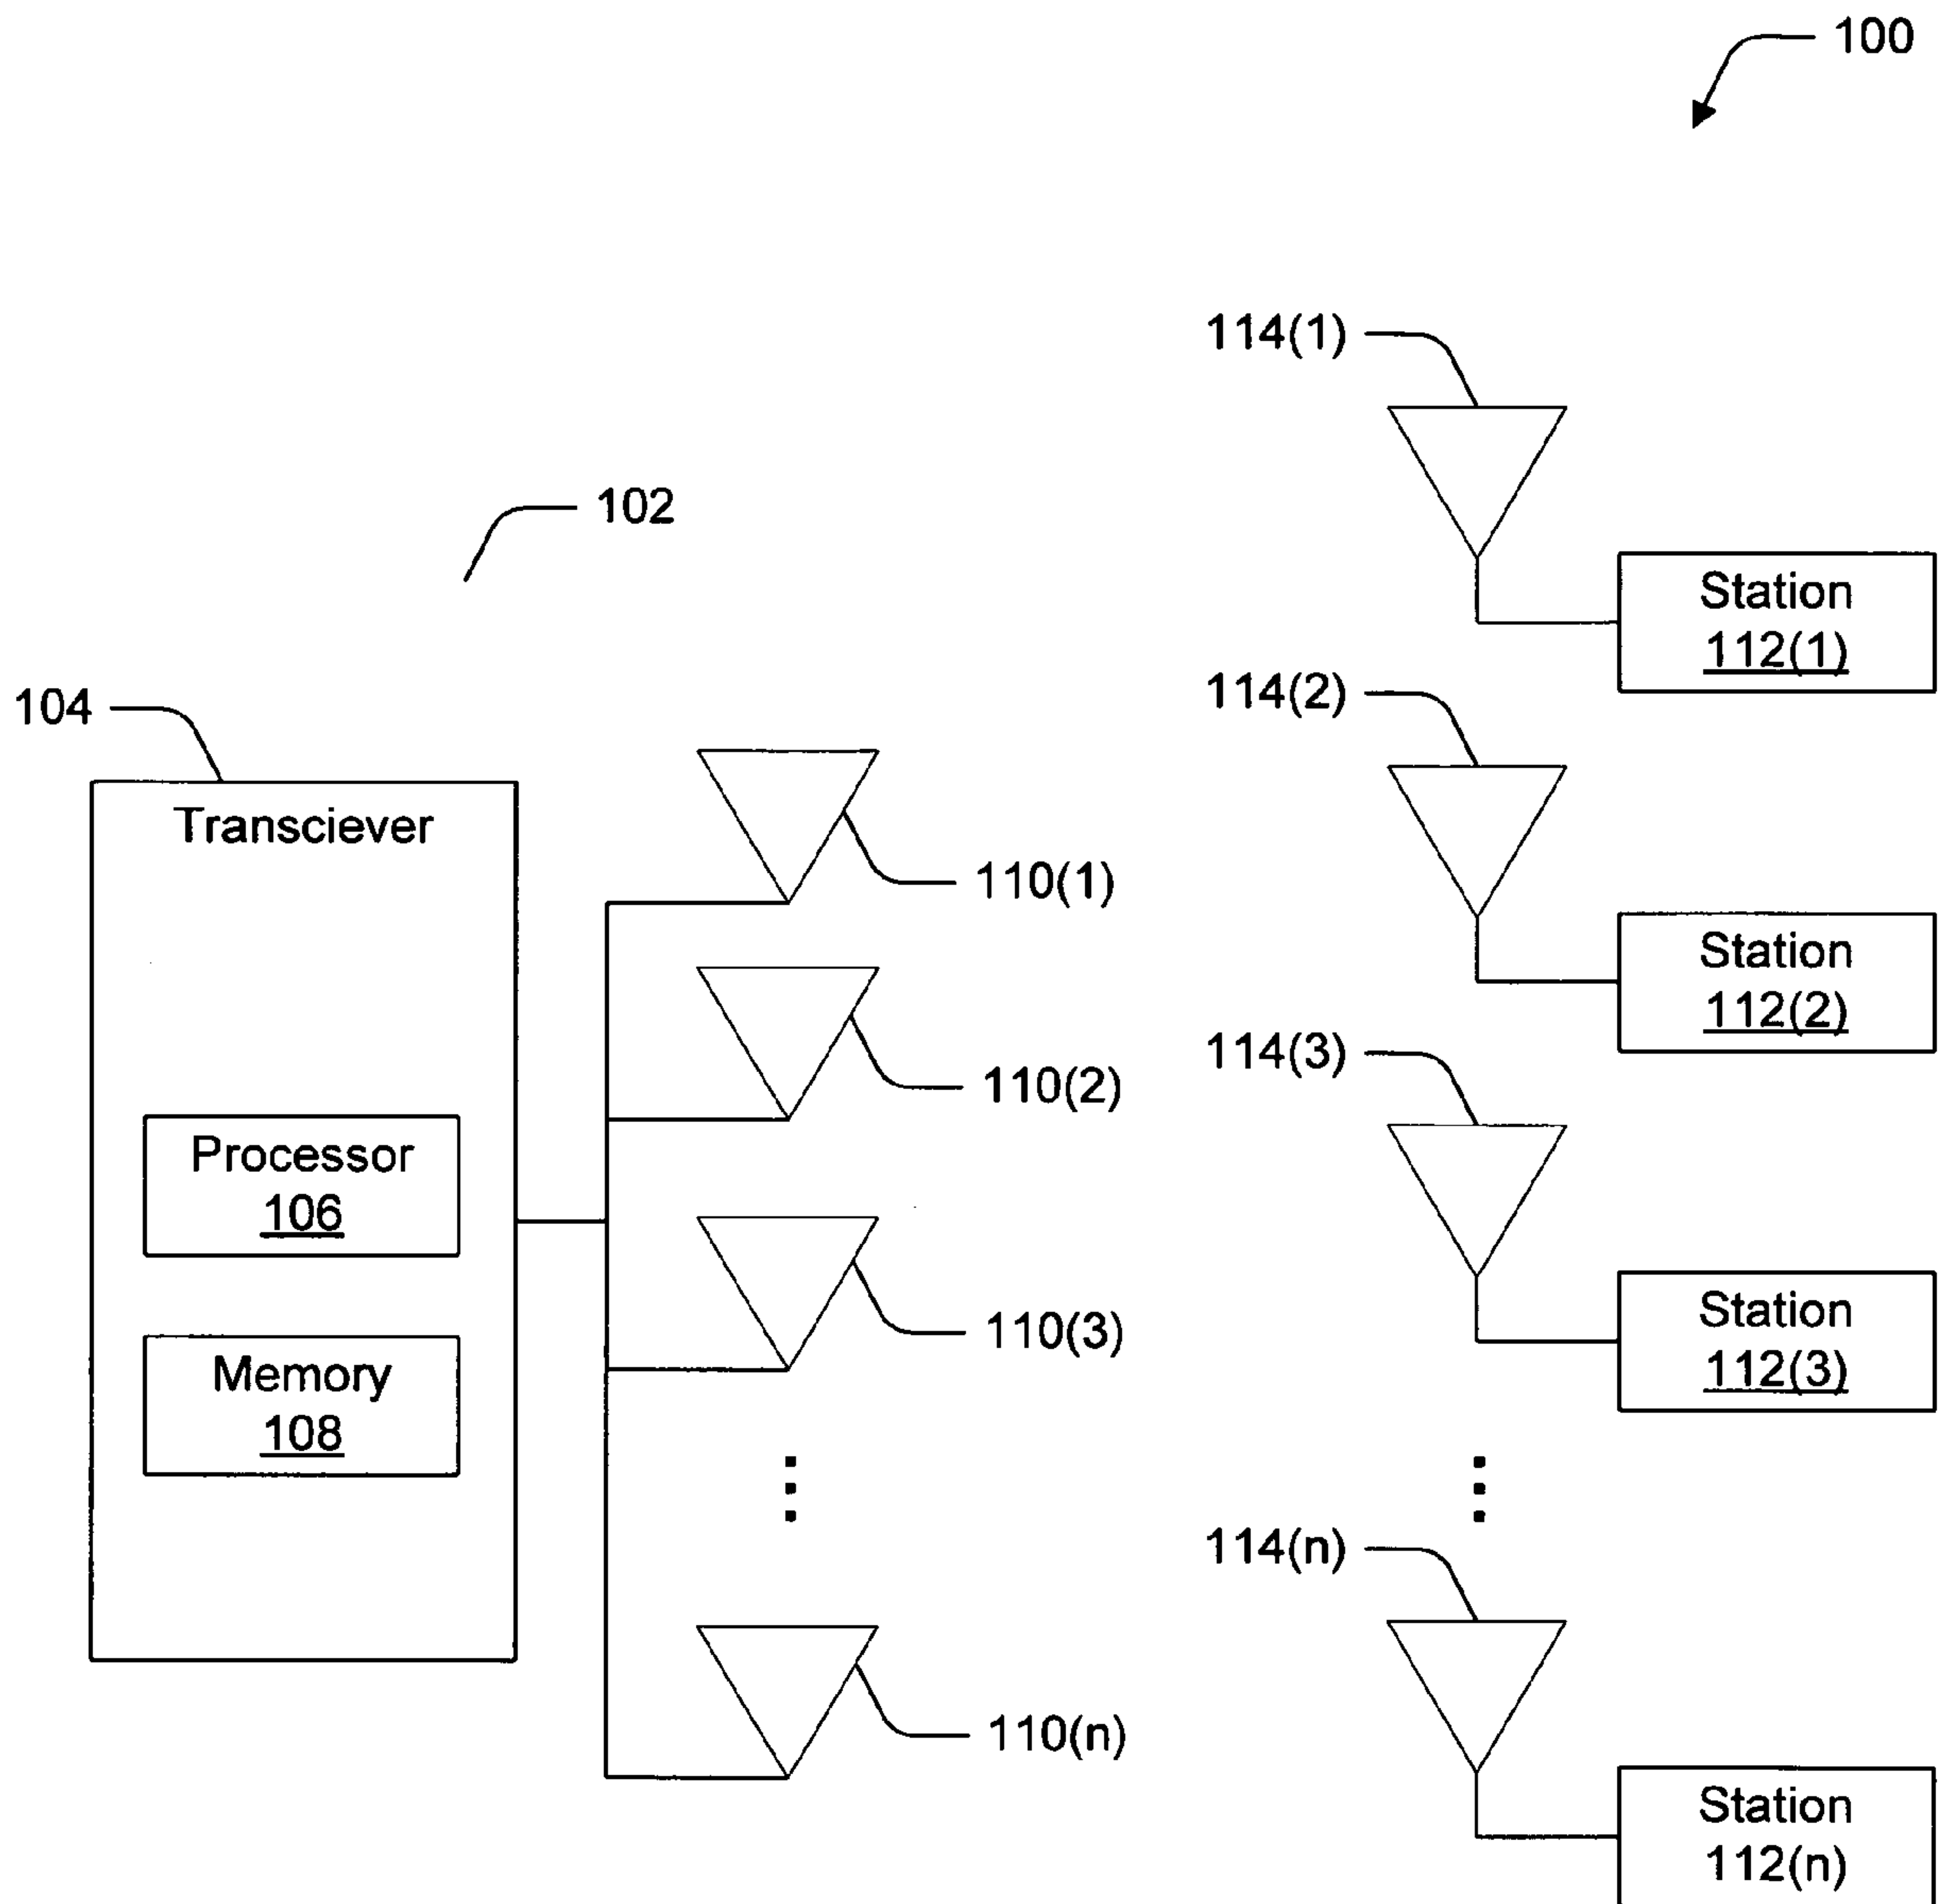 100
114(1)
102
Station
112(1)
114(2)
104
Transciever
110(1)
Station
112(2)
114(3)
110(2)
Processor
106
Station
112(3)
110(3)
Memory
108
114(n)
110(n)
Station
112(n)